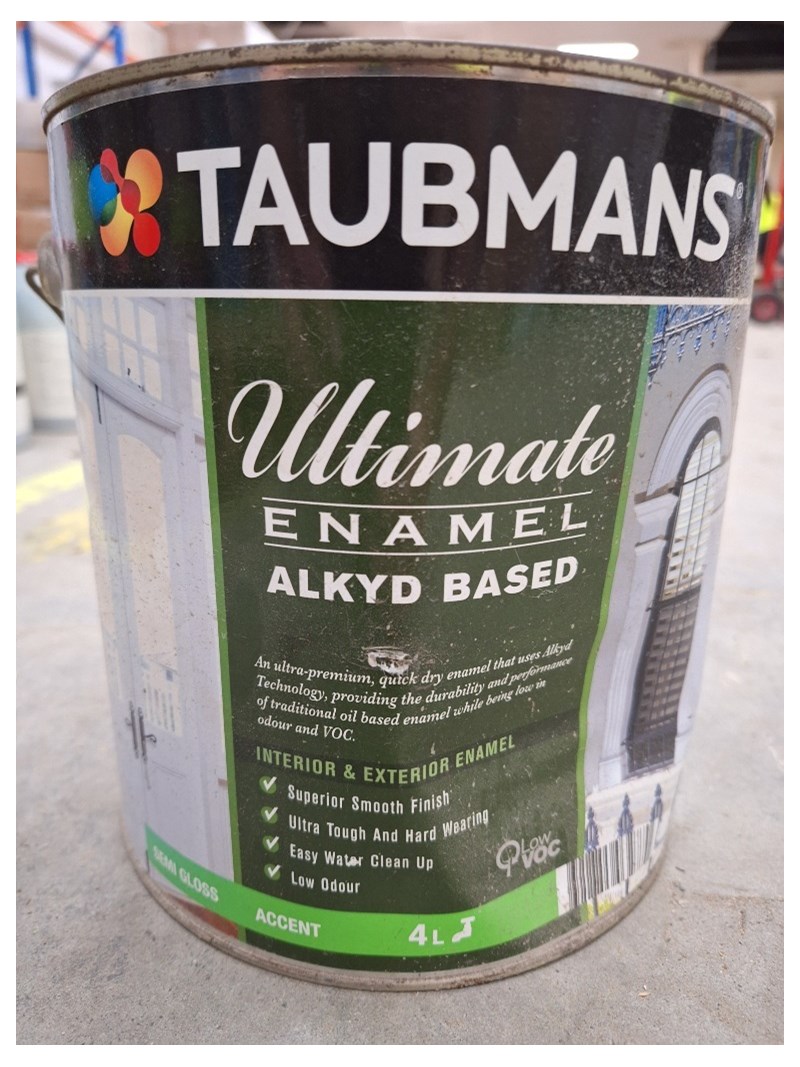 TAUBMANS®
Ultimate
ENAMEL
ALKYD BASED
An ultra-premium, quick dry enamel that uses Alkyd
Technology, providing the durability and performance
of traditional oil based enamel while being low in
odour and VOC.
INTERIOR & EXTERIOR ENAMEL
Superior Smooth Finish
Ultra Tough And Hard Wearing
Easy Water Clean Up
Low Odour
LOW
VOC
SEMI GLOSS
ACCENT
4L